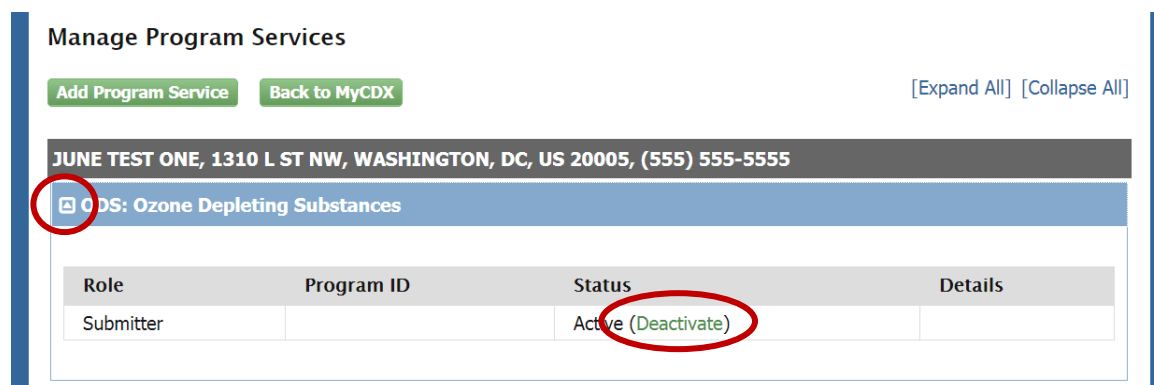 Manage Program Services
Add Program Service Back to MyCDX [Expand All] [Collapse All]
JUNE TEST ONE, 1310 L ST NW, WASHINGTON, DC, US 20005, (555) 555-5555
ODS: Ozone Depleting Substances
Role Program ID Status Details
Submitter Active (Deactivate)